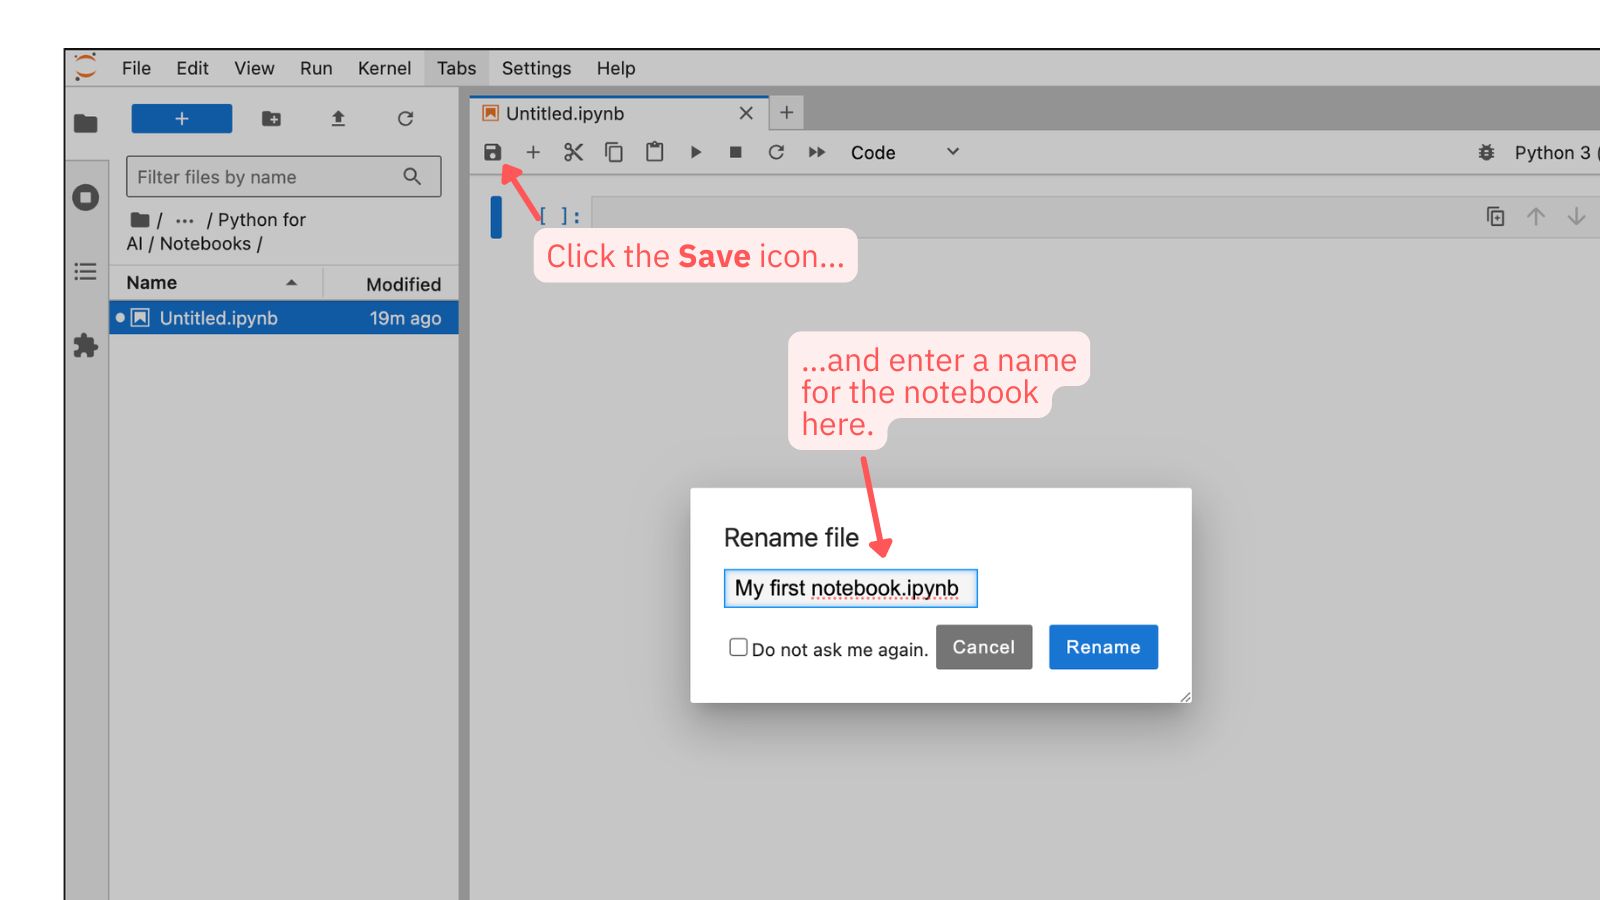 File Edit View Run Kernel Tabs Settings Help
Untitled.ipynb
Code
Python 3 (
Filter files by name
/ ... / Python for
AI / Notebooks /
Name Modified
Untitled.ipynb 19m ago
[ ]:
Click the Save icon...
...and enter a name
for the notebook
here.
Rename file
My first notebook.ipynb
Do not ask me again. Cancel Rename